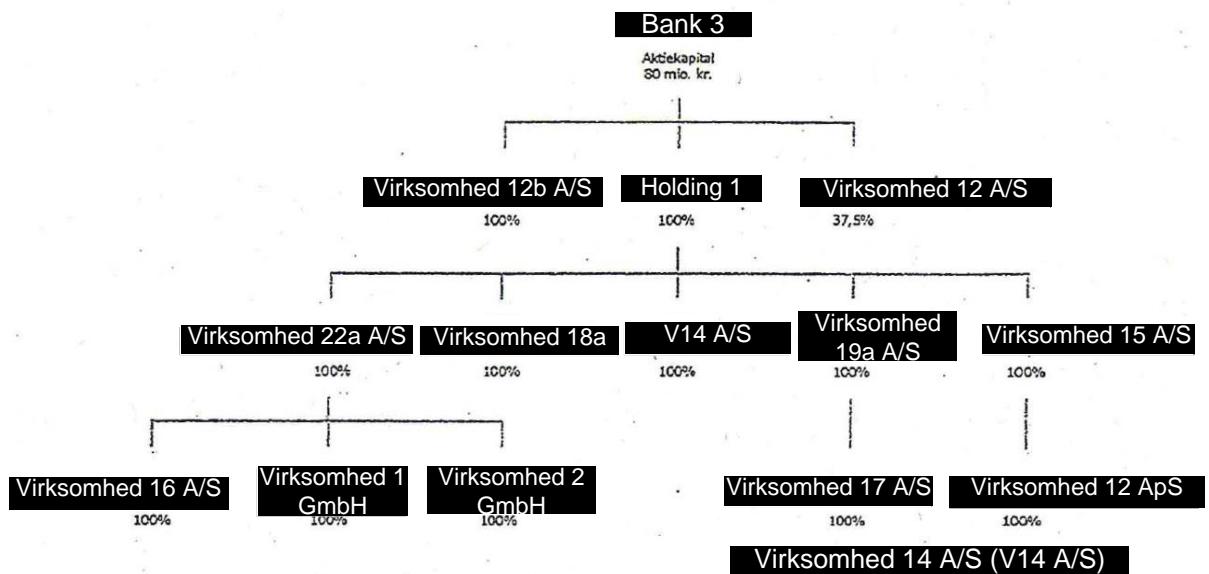 Bank 3
Aktiekapital
80 mio. kr.
Virksomhed 12b A/S Holding 1 Virksomhed 12 A/S
100% 100% 37,5%
Virksomhed 22a A/S Virksomhed 18a V14 A/S Virksomhed 19a A/S Virksomhed 15 A/S
100% 100% 100% 100% 100%
Virksomhed 16 A/S Virksomhed 1 GmbH Virksomhed 2 GmbH Virksomhed 17 A/S Virksomhed 12 ApS
100% 100% 100% 100% 100%
Virksomhed 14 A/S (V14 A/S)